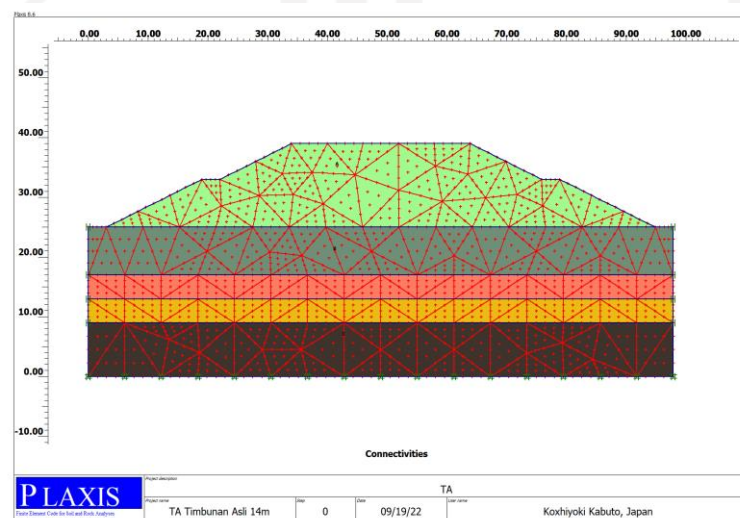 Plaxis 8.6
0.00 10.00 20.00 30.00 40.00 50.00 60.00 70.00 80.00 90.00 100.00
50.00
40.00
30.00
20.00
10.00
0.00
-10.00
Connectivities
PLAXIS
Finite Element Code for Soil and Rock Analyses
Project description
TA
Project name
TA Timbunan Asli 14m
Step
0
Date
09/19/22
User name
Koxhiyoki Kabuto, Japan